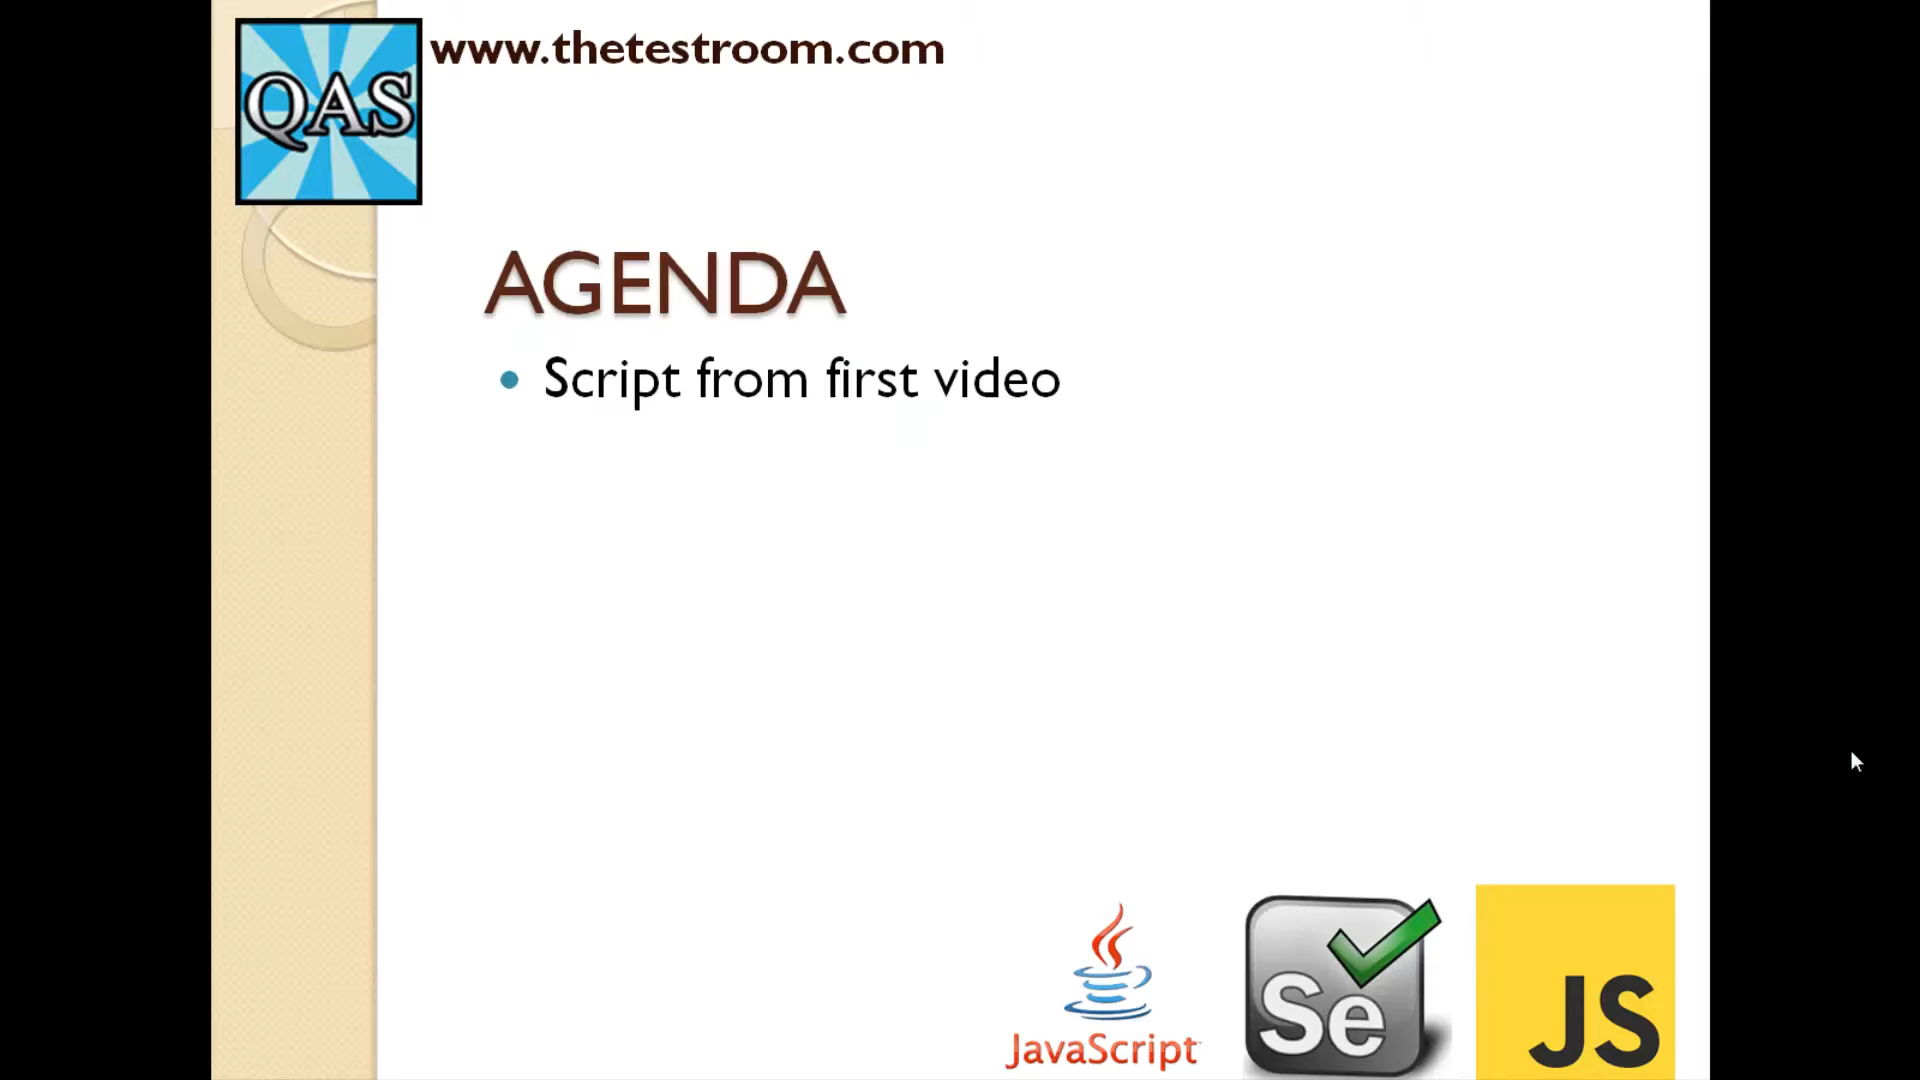 QAS
www.thetestroom.com
AGENDA
• Script from first video
JavaScript
Se
JS